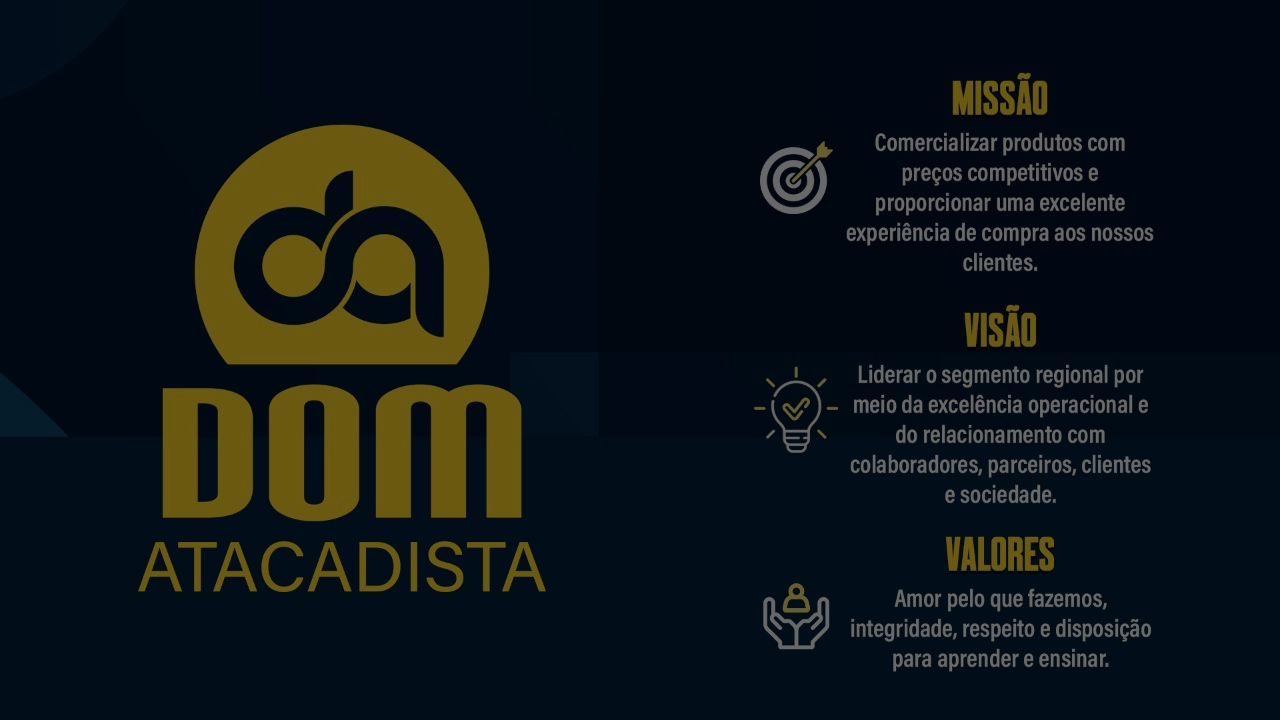 da
DOM
ATACADISTA
MISSÃO
Comercializar produtos com
preços competitivos e
proporcionar uma excelente
experiência de compra aos nossos
clientes.
VISÃO
Liderar o segmento regional por
meio da excelência operacional e
do relacionamento com
colaboradores, parceiros, clientes
e sociedade.
VALORES
Amor pelo que fazemos,
integridade, respeito e disposição
para aprender e ensinar.